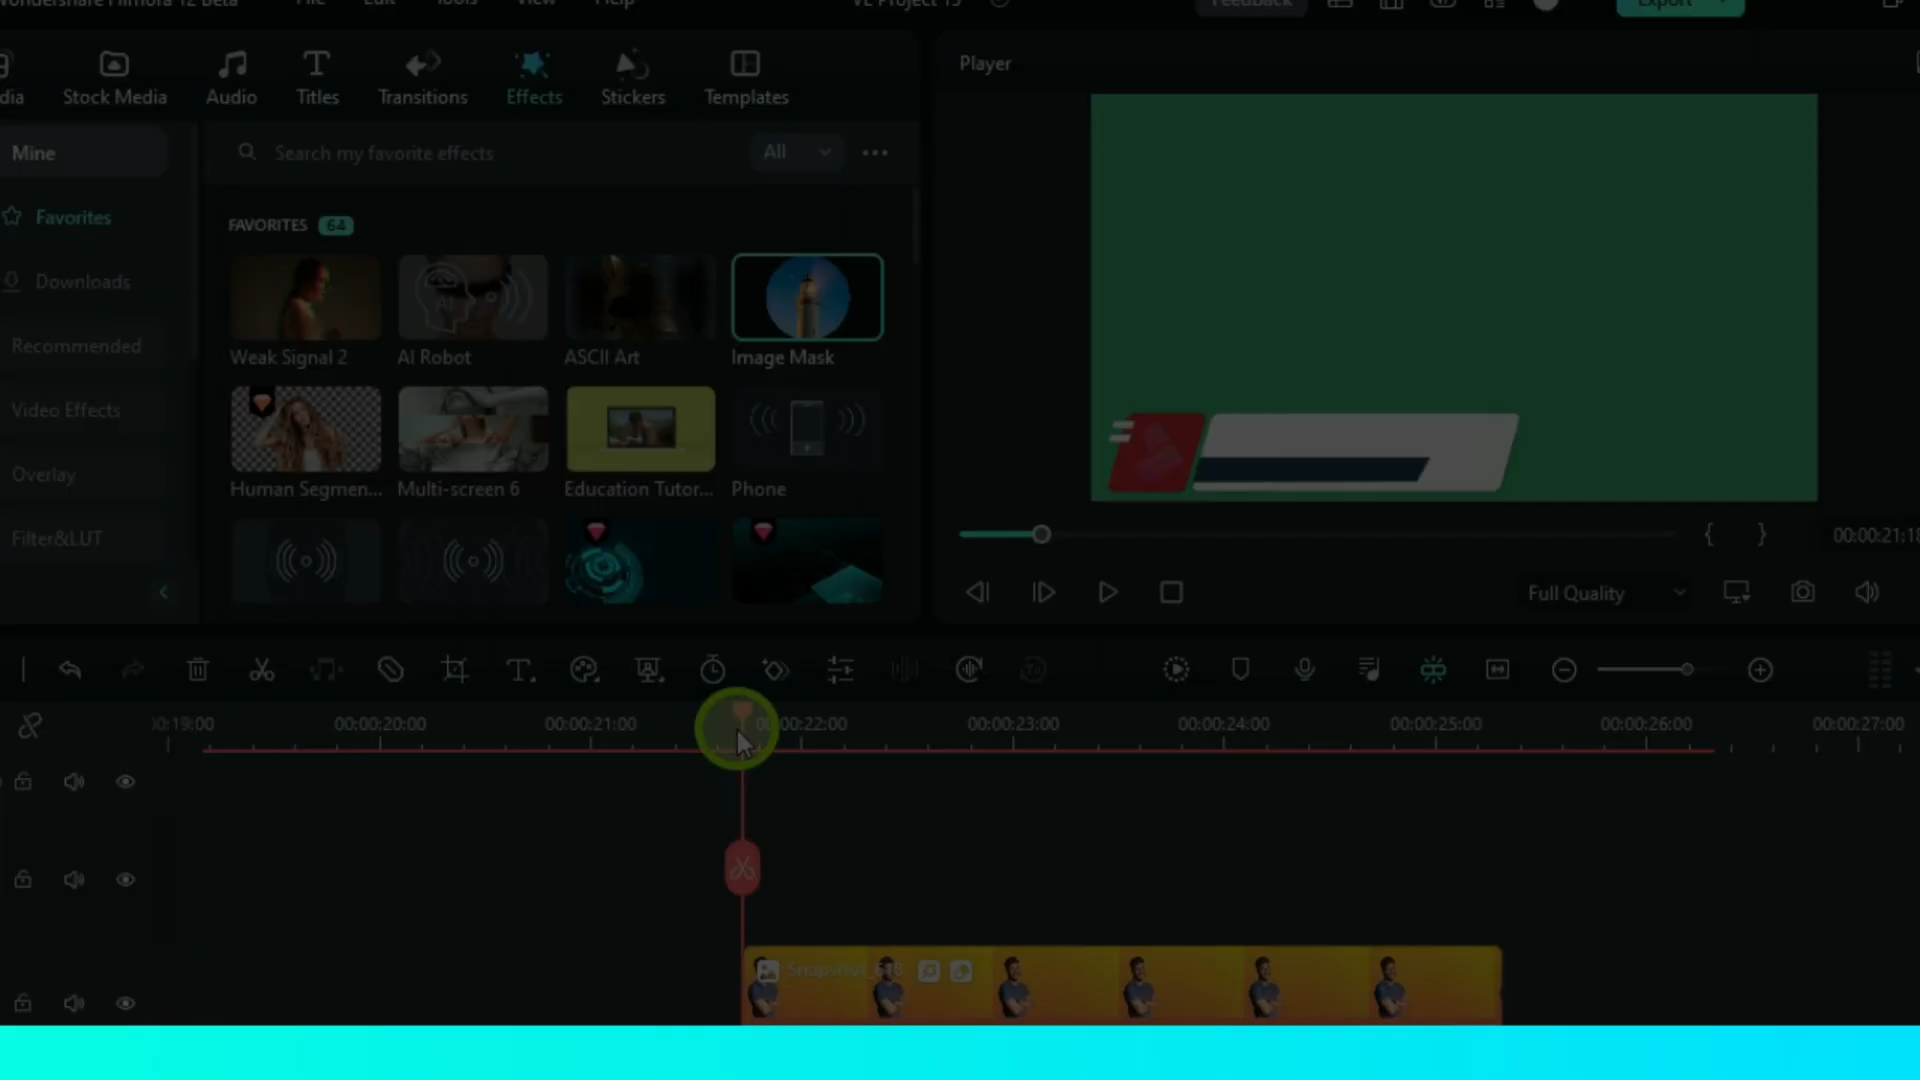 Wondershare Filmora 12 Beta File Edit Tools View Help
VE Project 15
Feedback
Export
Stock Media Audio Titles Transitions Effects Stickers Templates
Player
Mine
Search my favorite effects
All
Favorites
FAVORITES 64
Downloads
Recommended
Weak Signal 2 AI Robot ASCII Art Image Mask
Video Effects
Overlay
Human Segmen... Multi-screen 6 Education Tutor... Phone
Filter&LUT
00:00:21:18
Full Quality
00:00:20:00 00:00:21:00 00:00:22:00 00:00:23:00 00:00:24:00 00:00:25:00 00:00:26:00 00:00:27:00